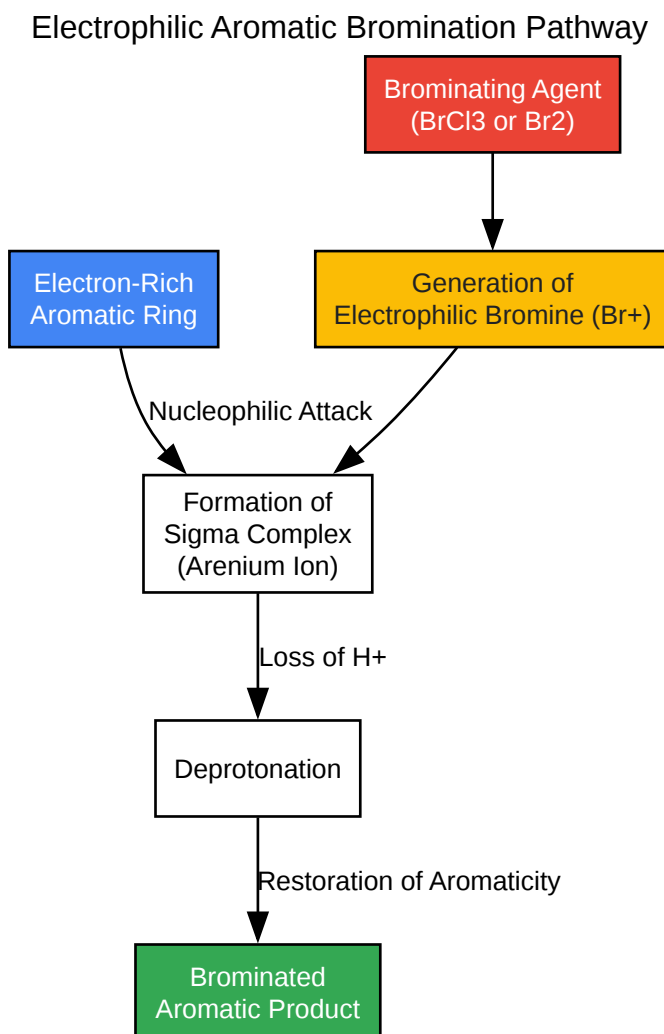 Electrophilic Aromatic Bromination Pathway
Brominating Agent
(BrCl3 or Br2)
Electron-Rich
Aromatic Ring
Generation of
Electrophilic Bromine (Br+)
Nucleophilic Attack
Formation of
Sigma Complex
(Arenium Ion)
Loss of H+
Deprotonation
Restoration of Aromaticity
Brominated
Aromatic Product